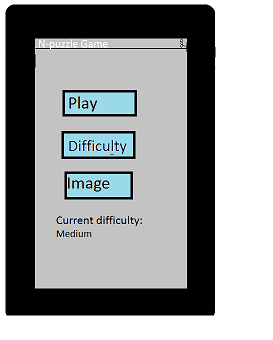 N-puzzle Game
Play
Difficulty
Image
Current difficulty:
Medium